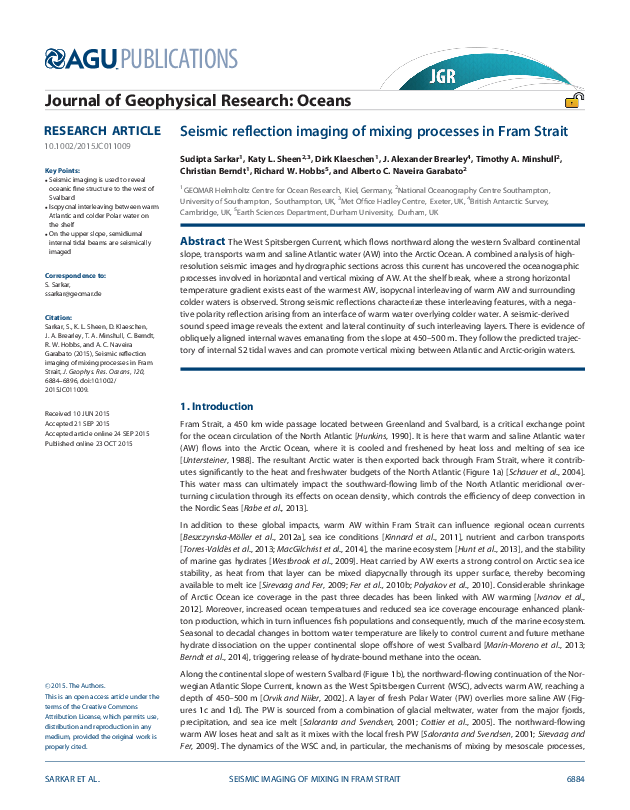 AGU PUBLICATIONS
JGR
Journal of Geophysical Research: Oceans
RESEARCH ARTICLE
10.1002/2015JC011009
Key Points:
• Seismic imaging is used to reveal
oceanic fine structure to the west of
Svalbard
• Isopycnal interleaving between warm
Atlantic and colder Polar water on
the shelf
• On the upper slope, semidiurnal
internal tidal beams are seismically
imaged
Correspondence to:
S. Sarkar,
ssarkar@geomar.de
Citation:
Sarkar, S., K. L. Sheen, D. Klaeschen,
J. A. Brearley, T. A. Minshull, C. Berndt,
R. W. Hobbs, and A. C. Naveira
Garabato (2015), Seismic reflection
imaging of mixing processes in Fram
Strait, J. Geophys. Res. Oceans, 120,
6884–6896, doi:10.1002/
2015JC011009.
Received 10 JUN 2015
Accepted 21 SEP 2015
Accepted article online 24 SEP 2015
Published online 23 OCT 2015
©2015. The Authors.
This is an open access article under the
terms of the Creative Commons
Attribution License, which permits use,
distribution and reproduction in any
medium, provided the original work is
properly cited.
Seismic reflection imaging of mixing processes in Fram Strait
Sudipta Sarkar1, Katy L. Sheen2,3, Dirk Klaeschen1, J. Alexander Brearley4, Timothy A. Minshull2,
Christian Berndt1, Richard W. Hobbs5, and Alberto C. Naveira Garabato2
1GEOMAR Helmholtz Centre for Ocean Research, Kiel, Germany, 2National Oceanography Centre Southampton,
University of Southampton, Southampton, UK, 3Met Office Hadley Centre, Exeter, UK, 4British Antarctic Survey,
Cambridge, UK, 5Earth Sciences Department, Durham University, Durham, UK
Abstract The West Spitsbergen Current, which flows northward along the western Svalbard continental
slope, transports warm and saline Atlantic water (AW) into the Arctic Ocean. A combined analysis of high-
resolution seismic images and hydrographic sections across this current has uncovered the oceanographic
processes involved in horizontal and vertical mixing of AW. At the shelf break, where a strong horizontal
temperature gradient exists east of the warmest AW, isopycnal interleaving of warm AW and surrounding
colder waters is observed. Strong seismic reflections characterize these interleaving features, with a nega-
tive polarity reflection arising from an interface of warm water overlying colder water. A seismic-derived
sound speed image reveals the extent and lateral continuity of such interleaving layers. There is evidence of
obliquely aligned internal waves emanating from the slope at 450–500 m. They follow the predicted trajec-
tory of internal S2 tidal waves and can promote vertical mixing between Atlantic and Arctic-origin waters.
1. Introduction
Fram Strait, a 450 km wide passage located between Greenland and Svalbard, is a critical exchange point
for the ocean circulation of the North Atlantic [Hunkins, 1990]. It is here that warm and saline Atlantic water
(AW) flows into the Arctic Ocean, where it is cooled and freshened by heat loss and melting of sea ice
[Untersteiner, 1988]. The resultant Arctic water is then exported back through Fram Strait, where it contrib-
utes significantly to the heat and freshwater budgets of the North Atlantic (Figure 1a) [Schauer et al., 2004].
This water mass can ultimately impact the southward-flowing limb of the North Atlantic meridional over-
turning circulation through its effects on ocean density, which controls the efficiency of deep convection in
the Nordic Seas [Rabe et al., 2013].
In addition to these global impacts, warm AW within Fram Strait can influence regional ocean currents
[Beszczynska-Möller et al., 2012a], sea ice conditions [Kinnard et al., 2011], nutrient and carbon transports
[Torres-Valdès et al., 2013; MacGilchrist et al., 2014], the marine ecosystem [Hunt et al., 2013], and the stability
of marine gas hydrates [Westbrook et al., 2009]. Heat carried by AW exerts a strong control on Arctic sea ice
stability, as heat from that layer can be mixed diapycnally through its upper surface, thereby becoming
available to melt ice [Sirevaag and Fer, 2009; Fer et al., 2010b; Polyakov et al., 2010]. Considerable shrinkage
of Arctic Ocean ice coverage in the past three decades has been linked with AW warming [Ivanov et al.,
2012]. Moreover, increased ocean temperatures and reduced sea ice coverage encourage enhanced plank-
ton production, which in turn influences fish populations and consequently, much of the marine ecosystem.
Seasonal to decadal changes in bottom water temperature are likely to control current and future methane
hydrate dissociation on the upper continental slope offshore of west Svalbard [Marin-Moreno et al., 2013;
Berndt et al., 2014], triggering release of hydrate-bound methane into the ocean.
Along the continental slope of western Svalbard (Figure 1b), the northward-flowing continuation of the Nor-
wegian Atlantic Slope Current, known as the West Spitsbergen Current (WSC), advects warm AW, reaching a
depth of 450–500 m [Orvik and Niiler, 2002]. A layer of fresh Polar Water (PW) overlies more saline AW (Fig-
ures 1c and 1d). The PW is sourced from a combination of glacial meltwater, water from the major fjords,
precipitation, and sea ice melt [Saloranta and Svendsen, 2001; Cottier et al., 2005]. The northward-flowing
warm AW loses heat and salt as it mixes with the local fresh PW [Saloranta and Svendsen, 2001; Sirevaag and
Fer, 2009]. The dynamics of the WSC and, in particular, the mechanisms of mixing by mesoscale processes,
SARKAR ET AL.
SEISMIC IMAGING OF MIXING IN FRAM STRAIT
6884